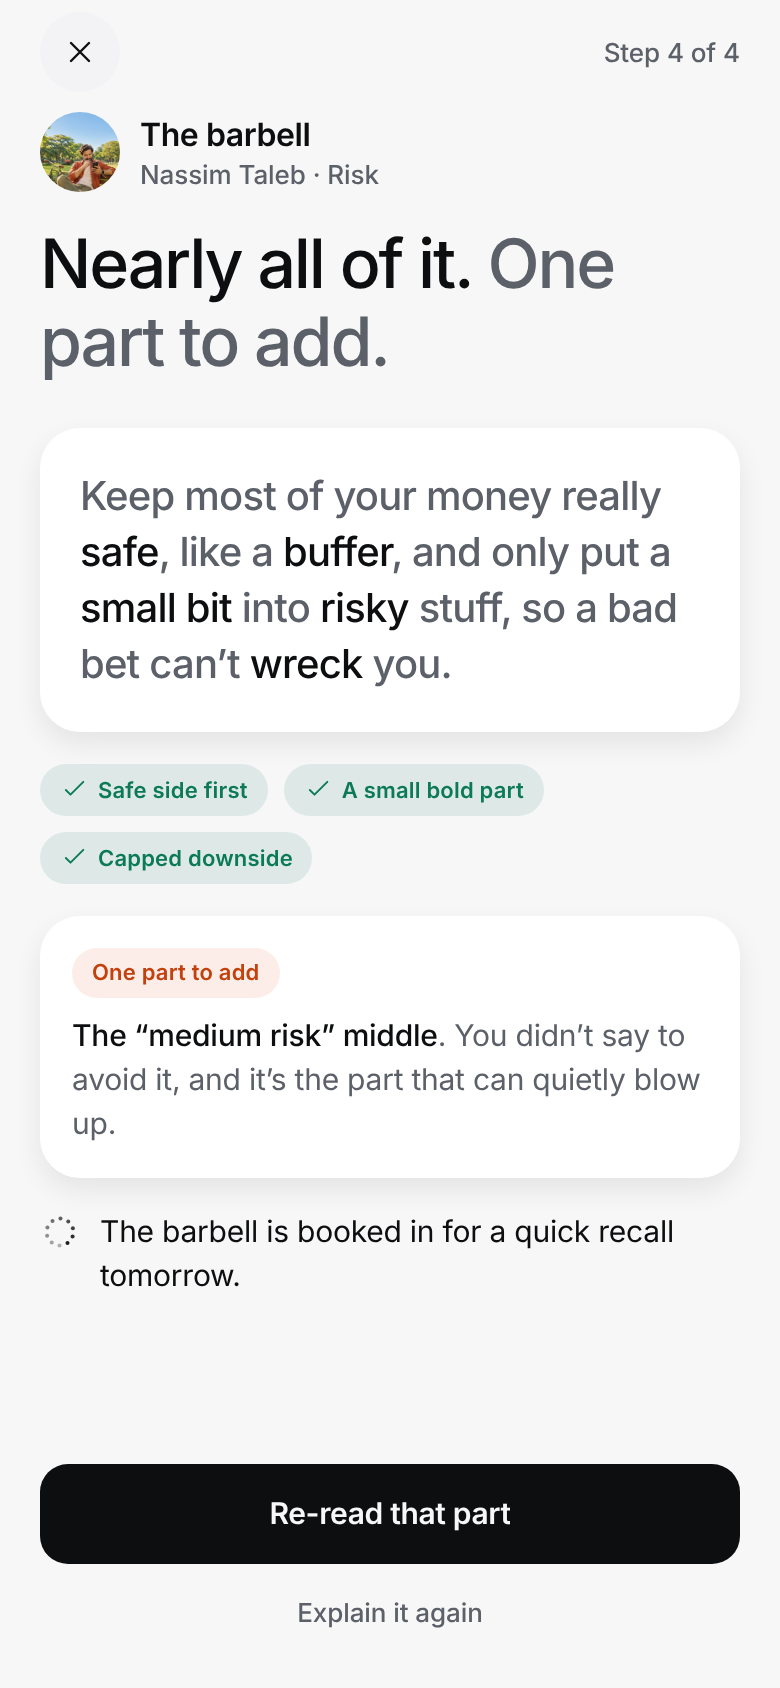 Step 4 of 4
The barbell
Nassim Taleb · Risk
Nearly all of it. One
part to add.
Keep most of your money really
safe, like a buffer, and only put a
small bit into risky stuff, so a bad
bet can’t wreck you.
Safe side first
A small bold part
Capped downside
One part to add
The “medium risk” middle. You didn’t say to
avoid it, and it’s the part that can quietly blow
up.
The barbell is booked in for a quick recall
tomorrow.
Re-read that part
Explain it again